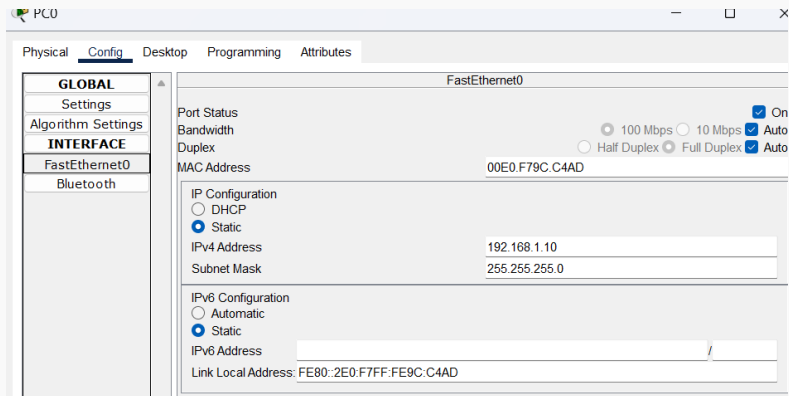 PC0
Physical Config Desktop Programming Attributes
GLOBAL
Settings
Algorithm Settings
INTERFACE
FastEthernet0
Bluetooth
FastEthernet0
Port Status On
Bandwidth 100 Mbps 10 Mbps Auto
Duplex Half Duplex Full Duplex Auto
MAC Address 00E0.F79C.C4AD
IP Configuration
DHCP
Static
IPv4 Address 192.168.1.10
Subnet Mask 255.255.255.0
IPv6 Configuration
Automatic
Static
IPv6 Address /
Link Local Address: FE80::2E0:F7FF:FE9C:C4AD